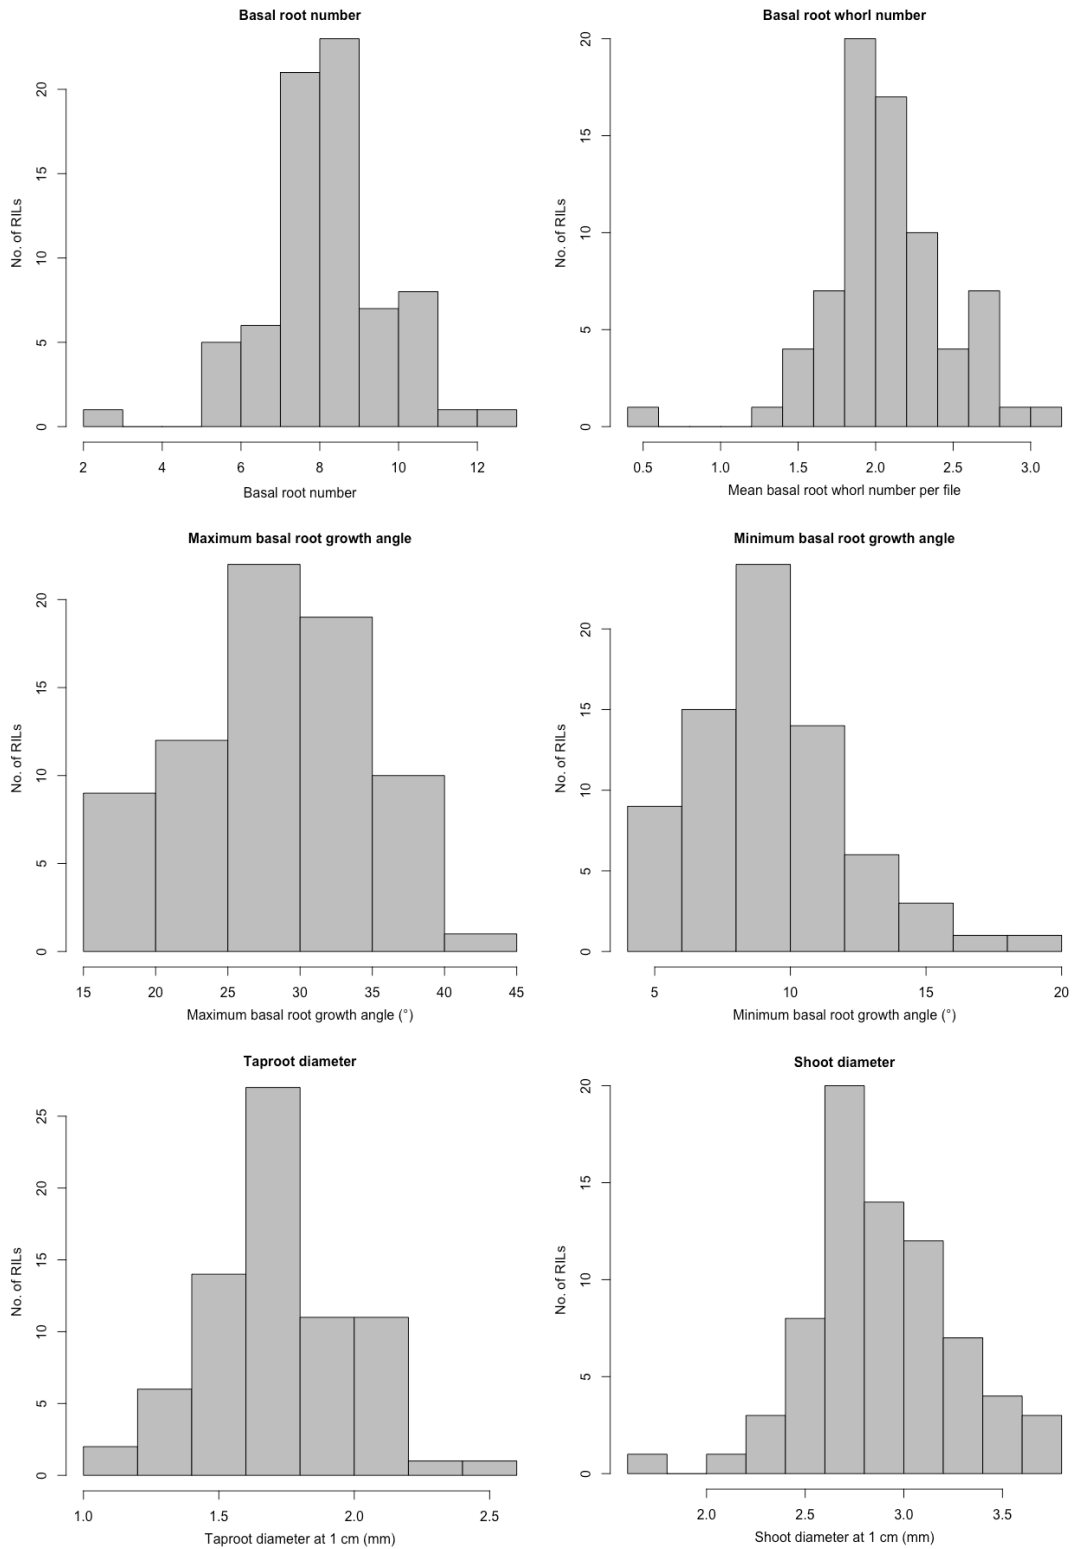 Basal root number
No. of RILs
0 5 10 15 20
2 4 6 8 10 12
Basal root number
Basal root whorl number
No. of RILs
0 5 10 15 20
0.5 1.0 1.5 2.0 2.5 3.0
Mean basal root whorl number per file
Maximum basal root growth angle
No. of RILs
0 5 10 15 20
15 20 25 30 35 40 45
Maximum basal root growth angle (°)
Minimum basal root growth angle
No. of RILs
0 5 10 15 20
5 10 15 20
Minimum basal root growth angle (°)
Taproot diameter
No. of RILs
0 5 10 15 20 25
1.0 1.5 2.0 2.5
Taproot diameter at 1 cm (mm)
Shoot diameter
No. of RILs
0 5 10 15 20
2.0 2.5 3.0 3.5
Shoot diameter at 1 cm (mm)